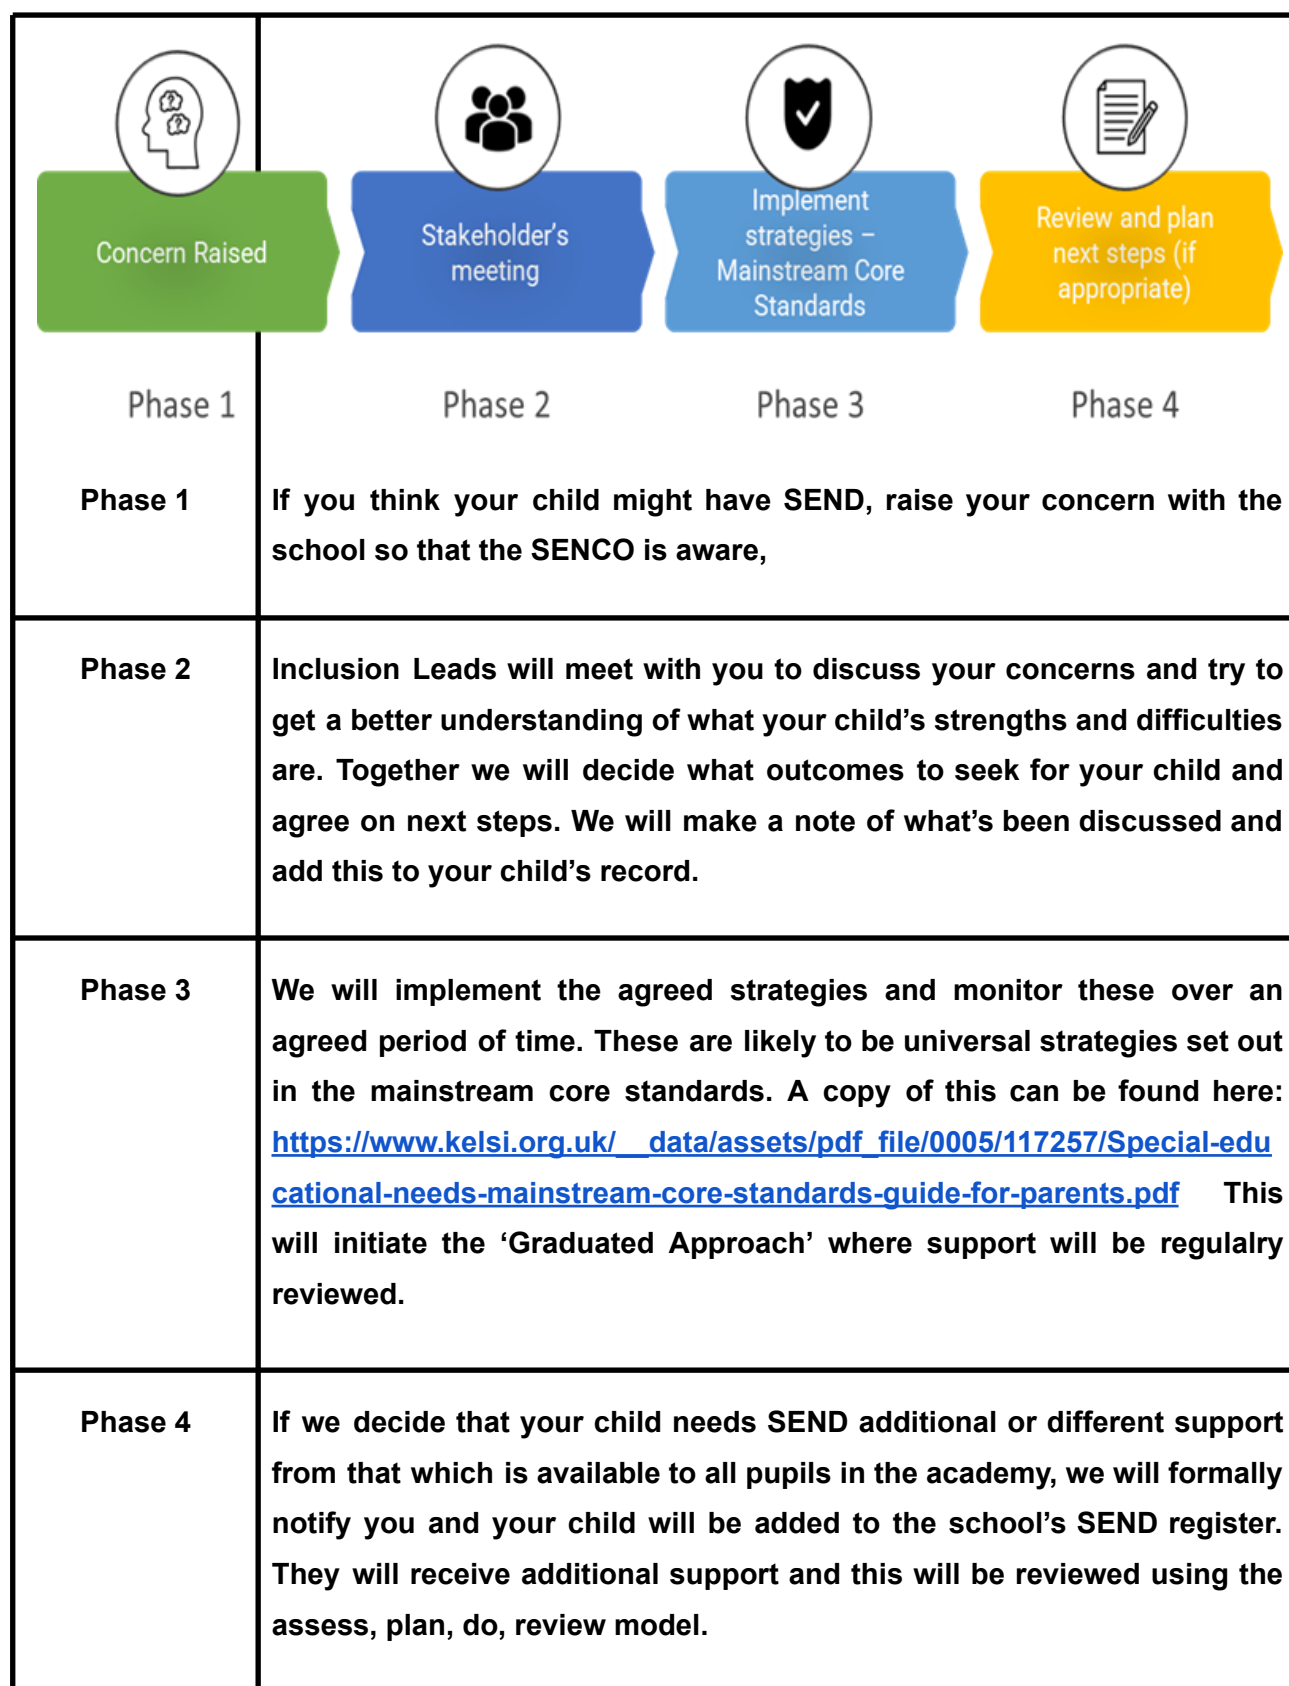 Concern Raised
Stakeholder's
meeting
Implement
strategies –
Mainstream Core
Standards
Review and plan
next steps (if
appropriate)
Phase 1
Phase 2
Phase 3
Phase 4
Phase 1
If you think your child might have SEND, raise your concern with the
school so that the SENCO is aware,
Phase 2
Inclusion Leads will meet with you to discuss your concerns and try to
get a better understanding of what your child’s strengths and difficulties
are. Together we will decide what outcomes to seek for your child and
agree on next steps. We will make a note of what’s been discussed and
add this to your child’s record.
Phase 3
We will implement the agreed strategies and monitor these over an
agreed period of time. These are likely to be universal strategies set out
in the mainstream core standards. A copy of this can be found here:
https://www.kelsi.org.uk/__data/assets/pdf_file/0005/117257/Special-edu
cational-needs-mainstream-core-standards-guide-for-parents.pdf This
will initiate the ‘Graduated Approach’ where support will be regulalry
reviewed.
Phase 4
If we decide that your child needs SEND additional or different support
from that which is available to all pupils in the academy, we will formally
notify you and your child will be added to the school’s SEND register.
They will receive additional support and this will be reviewed using the
assess, plan, do, review model.